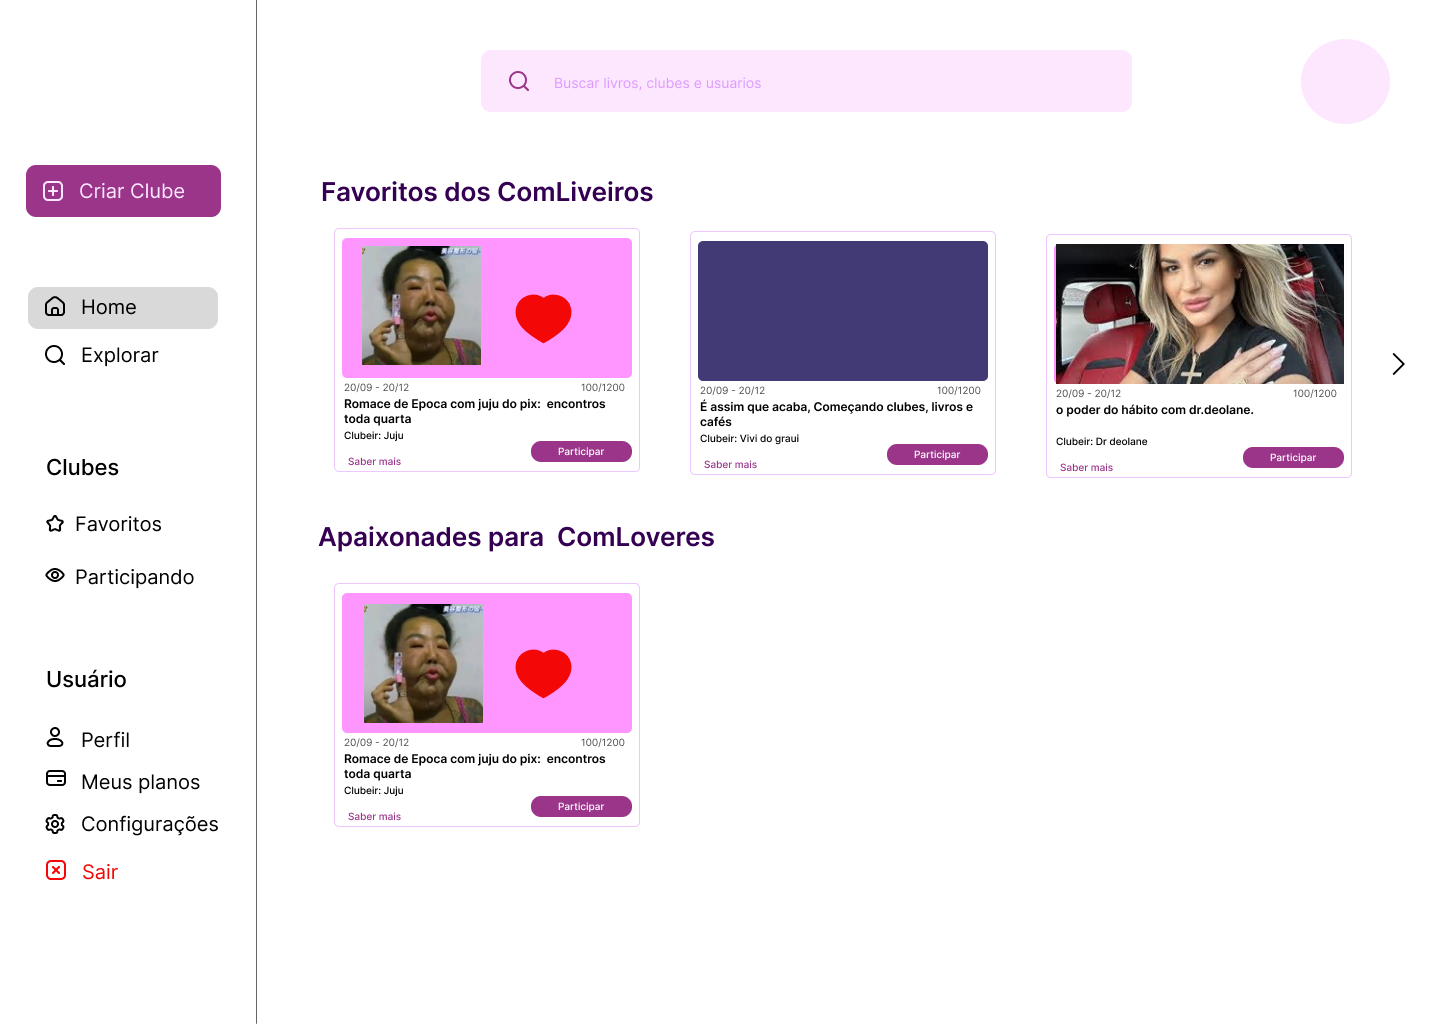 Buscar livros, clubes e usuarios
Criar Clube
Home
Explorar
Clubes
Favoritos
Participando
Usuário
Perfil
Meus planos
Configurações
Sair
Favoritos dos ComLiveiros
20/09 - 20/12
100/1200
Romace de Epoca com juju do pix: encontros
toda quarta
Clubeir: Juju
Saber mais
Participar
20/09 - 20/12
100/1200
É assim que acaba, Começando clubes, livros e
cafés
Clubeir: Vivi do graui
Saber mais
Participar
20/09 - 20/12
100/1200
o poder do hábito com dr.deolane.
Clubeir: Dr deolane
Saber mais
Participar
Apaixonades para ComLoveres
20/09 - 20/12
100/1200
Romace de Epoca com juju do pix: encontros
toda quarta
Clubeir: Juju
Saber mais
Participar